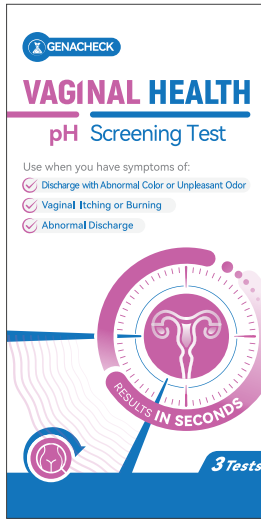 GENACHECK
VAGINAL HEALTH
pH Screening Test
Use when you have symptoms of:
Discharge with Abnormal Color or Unpleasant Odor
Vaginal Itching or Burning
Abnormal Discharge
RESULTS IN SECONDS
3 Tests